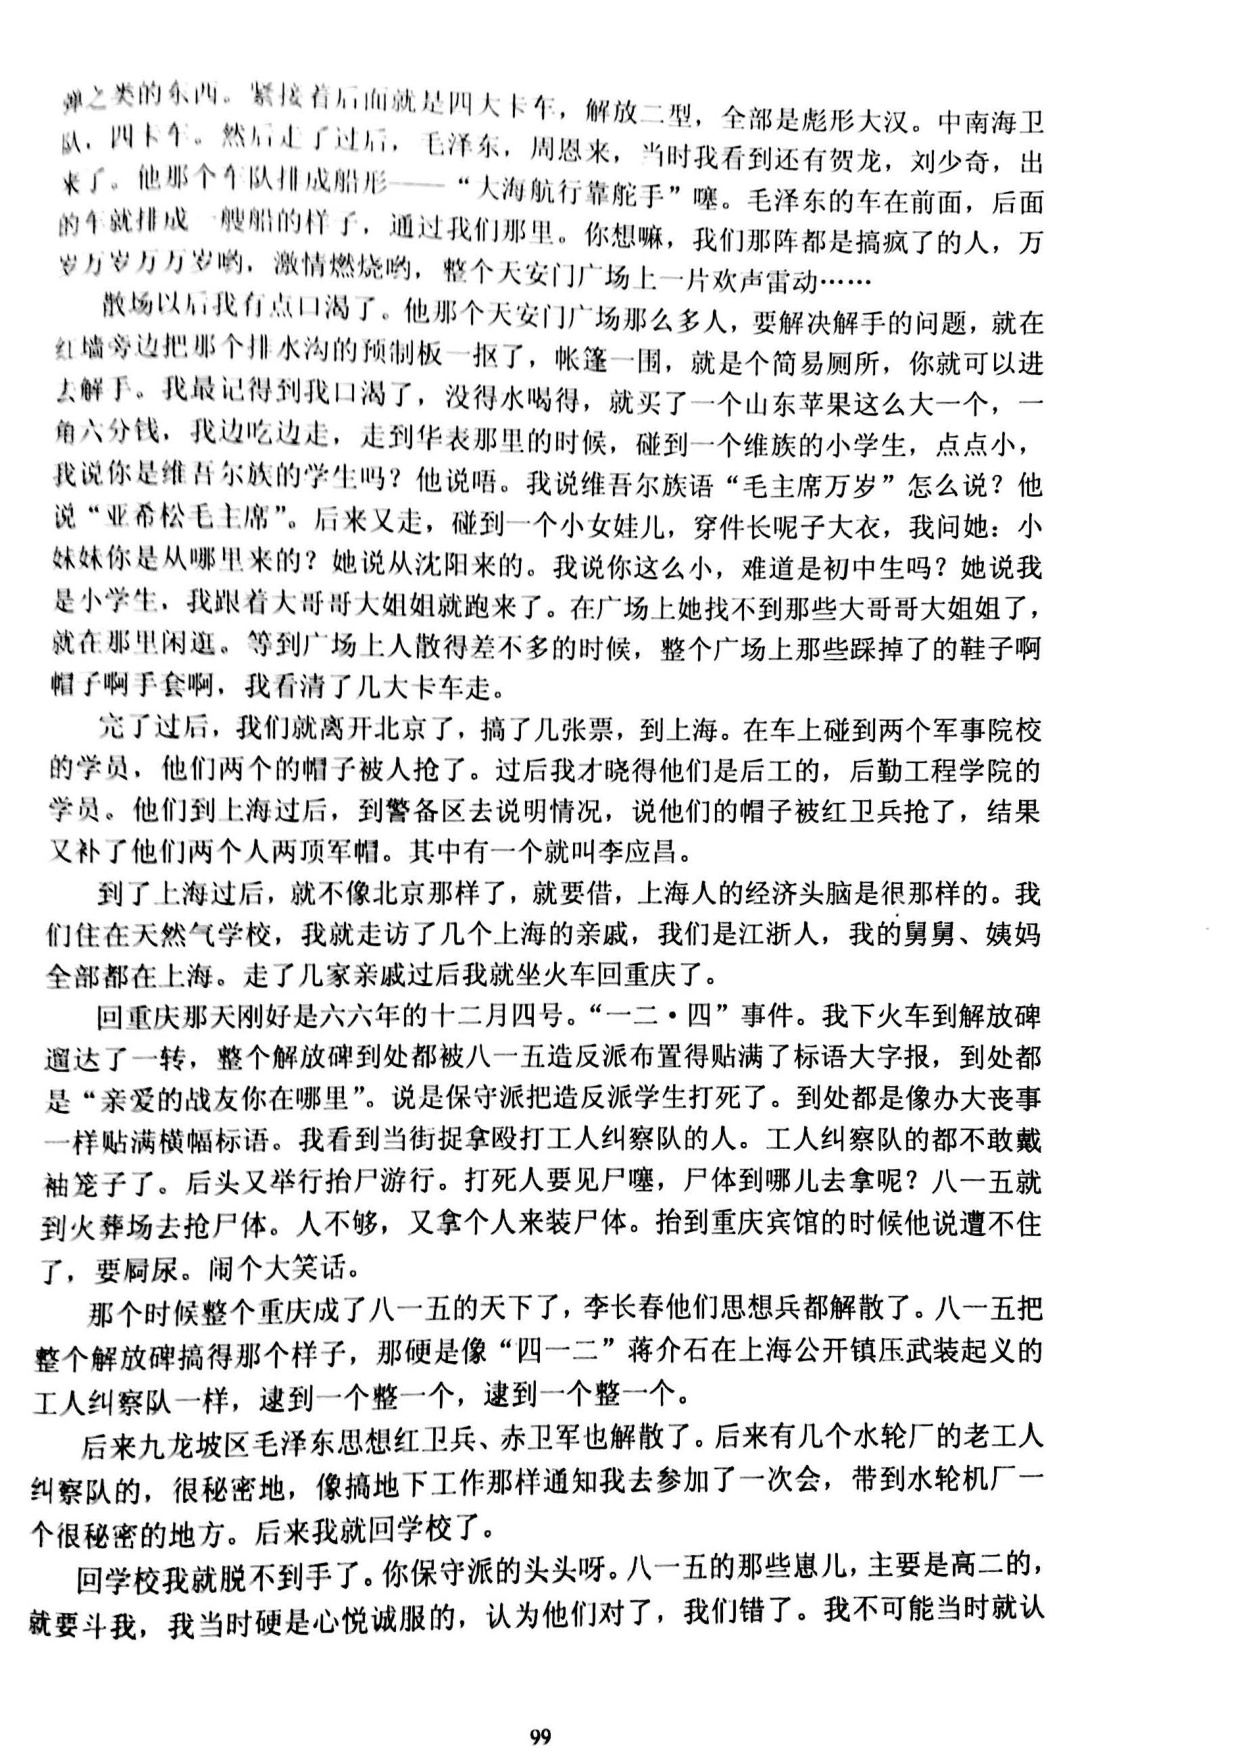 弹之类的东西。紧接着后面就是四大卡车，解放二型，全部是彪形大汉。中南海卫
队，四卡车。然后走了过后，毛泽东，周恩来，当时我看到还有贺龙，刘少奇，出
来了。他那个车队排成船形——“大海航行靠舵手”噻。毛泽东的车在前面，后面
的车就排成一艘船的样子，通过我们那里。你想嘛，我们那阵都是搞疯了的人，万
岁万岁万万岁哟，激情燃烧哟，整个天安门广场上一片欢声雷动……
散场以后我有点口渴了。他那个天安门广场那么多人，要解决解手的问题，就在
红墙旁边把那个排水沟的预制板一抠了，帐篷一围，就是个简易厕所，你就可以进
去解手。我最记得到我口渴了，没得水喝得，就买了一个山东苹果这么大一个，一
角六分钱，我边吃边走，走到华表那里的时候，碰到一个维族的小学生，点点小，
我说你是维吾尔族的学生吗？他说唔。我说维吾尔族语“毛主席万岁”怎么说？他
说“亚希松毛主席”。后来又走，碰到一个小女娃儿，穿件长呢子大衣，我问她：小
妹妹你是从哪里来的？她说从沈阳来的。我说你这么小，难道是初中生吗？她说我
是小学生，我跟着大哥哥大姐姐就跑来了。在广场上她找不到那些大哥哥大姐姐了，
就在那里闲逛。等到广场上人散得差不多的时候，整个广场上那些踩掉了的鞋子啊
帽子啊手套啊，我看清了几大卡车走。
完了过后，我们就离开北京了，搞了几张票，到上海。在车上碰到两个军事院校
的学员，他们两个的帽子被人抢了。过后我才晓得他们是后工的，后勤工程学院的
学员。他们到上海过后，到警备区去说明情况，说他们的帽子被红卫兵抢了，结果
又补了他们两个人两顶军帽。其中有一个就叫李应昌。
到了上海过后，就不像北京那样了，就要借，上海人的经济头脑是很那样的。我
们住在天然气学校，我就走访了几个上海的亲戚，我们是江浙人，我的舅舅、姨妈
全部都在上海。走了几家亲戚过后我就坐火车回重庆了。
回重庆那天刚好是六六年的十二月四号。“一二·四”事件。我下火车到解放碑
遛达了一转，整个解放碑到处都被八一五造反派布置得贴满了标语大字报，到处都
是“亲爱的战友你在哪里”。说是保守派把造反派学生打死了。到处都是像办大丧事
一样贴满横幅标语。我看到当街捉拿殴打工人纠察队的人。工人纠察队的都不敢戴
袖笼子了。后头又举行抬尸游行。打死人要见尸噻，尸体到哪儿去拿呢？八一五就
到火葬场去抢尸体。人不够，又拿个人来装尸体。抬到重庆宾馆的时候他说遭不住
了，要屙尿。闹个大笑话。
那个时候整个重庆成了八一五的天下了，李长春他们思想兵都解散了。八一五把
整个解放碑搞得那个样子，那硬是像“四一二”蒋介石在上海公开镇压武装起义的
工人纠察队一样，逮到一个整一个，逮到一个整一个。
后来九龙坡区毛泽东思想红卫兵、赤卫军也解散了。后来有几个水轮厂的老工人
纠察队的，很秘密地，像搞地下工作那样通知我去参加了一次会，带到水轮机厂一
个很秘密的地方。后来我就回学校了。
回学校我就脱不到手了。你保守派的头头呀。八一五的那些崽儿，主要是高二的，
就要斗我，我当时硬是心悦诚服的，认为他们对了，我们错了。我不可能当时就认
99